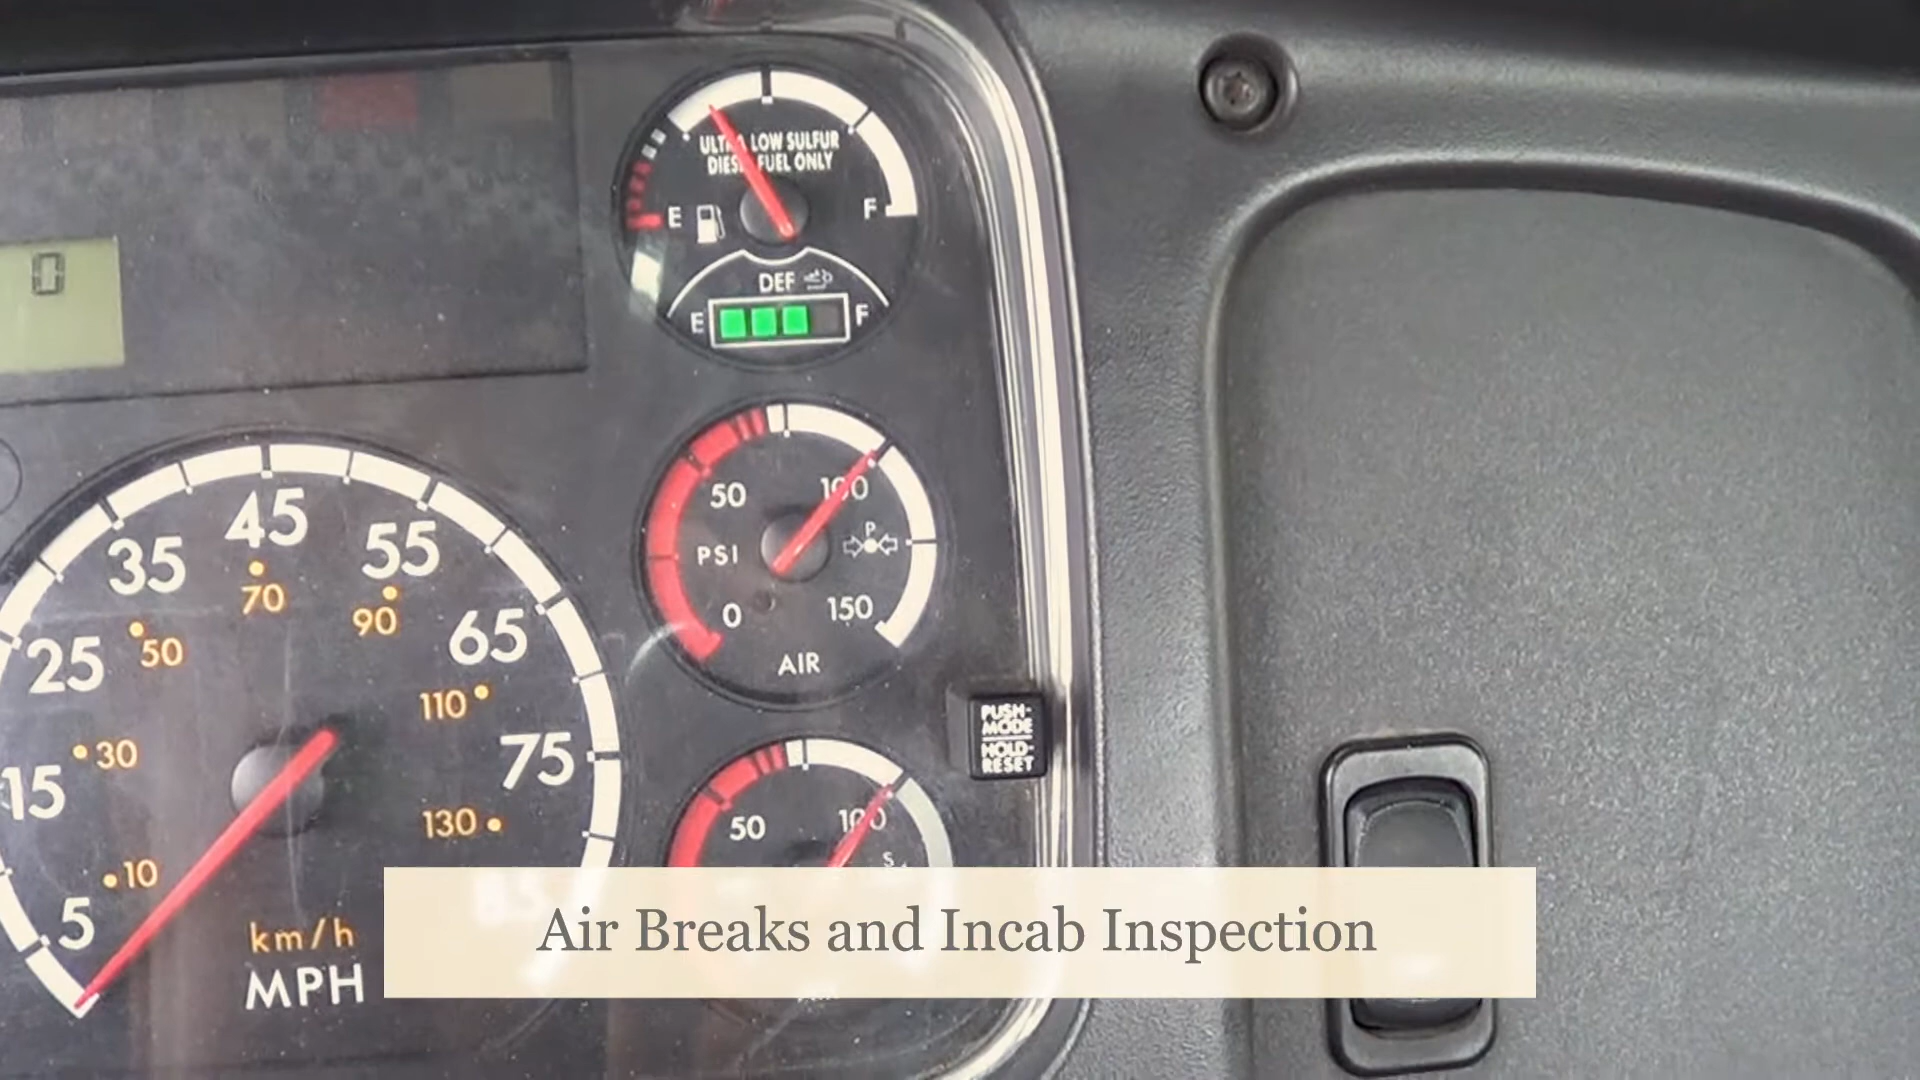 ULTRA LOW SULFUR
DIESEL FUEL ONLY
E
F
0
DEF
E
F
50
100
PSI
P
0
150
AIR
45
35
55
70
90
25
50
65
110
30
75
15
130
10
5
km/h
MPH
PUSH-
MODE
HOLD-
RESET
50
100
S
85
Air Breaks and Incab Inspection